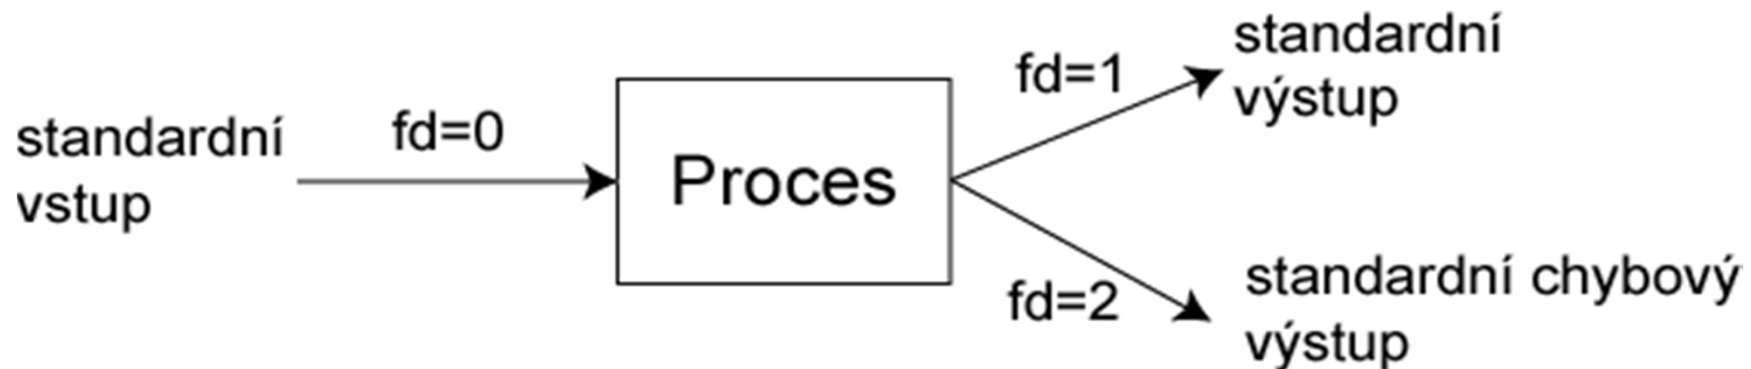 standardní
vstup
fd=0
Proces
fd=1
standardní
výstup
fd=2
standardní chybový
výstup